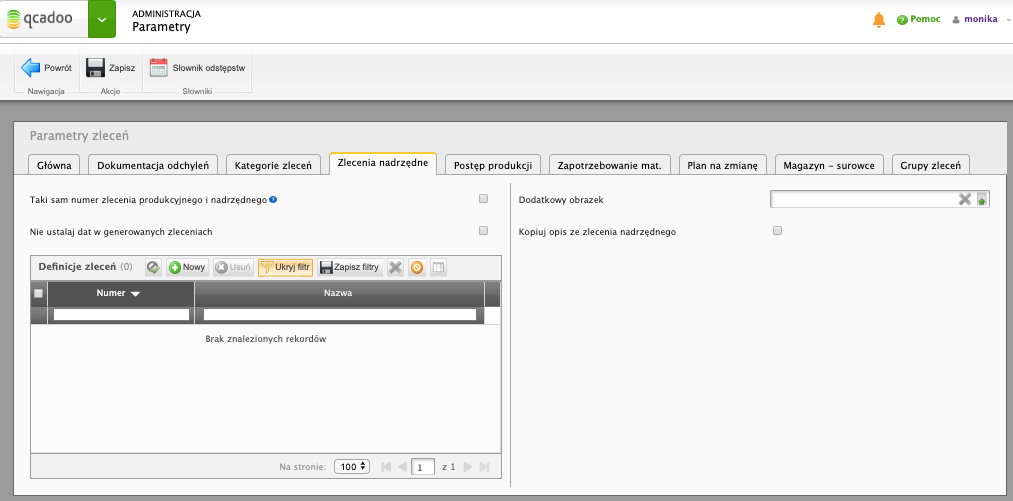 qcadoo
ADMINISTRACJA
Parametry
Pomoc
monika
Powrót
Zapisz
Słownik odstępstw
Nawigacja
Akcje
Słowniki
Parametry zleceń
Główna
Dokumentacja odchyleń
Kategorie zleceń
Zlecenia nadrzędne
Postęp produkcji
Zapotrzebowanie mat.
Plan na zmianę
Magazyn - surowce
Grupy zleceń
Taki sam numer zlecenia produkcyjnego i nadrzędnego
Nie ustalaj dat w generowanych zleceniach
Definicje zleceń (0)
Nowy
Usuń
Ukryj filtr
Zapisz filtry
Numer
Nazwa
Brak znalezionych rekordów
Na stronie: 100 1 z 1
Dodatkowy obrazek
Kopiuj opis ze zlecenia nadrzędnego